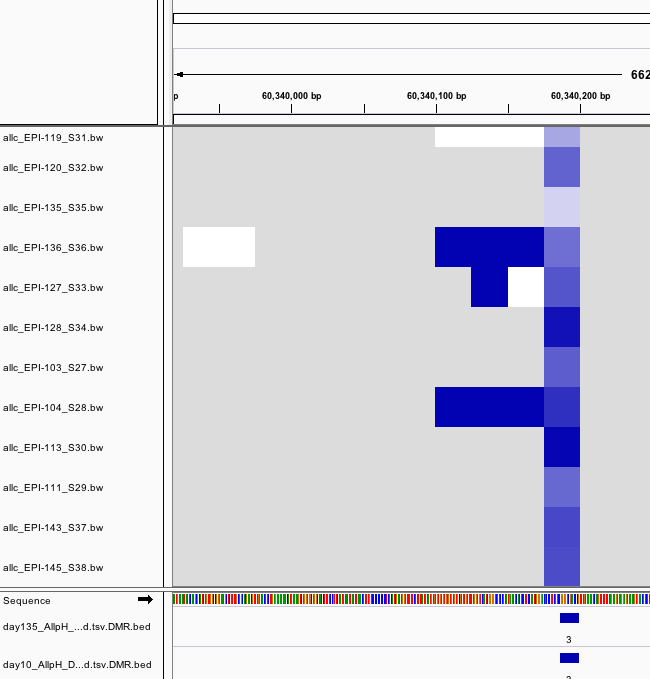 662
p 60,340,000 bp 60,340,100 bp 60,340,200 bp
allc_EPI-119_S31.bw
allc_EPI-120_S32.bw
allc_EPI-135_S35.bw
allc_EPI-136_S36.bw
allc_EPI-127_S33.bw
allc_EPI-128_S34.bw
allc_EPI-103_S27.bw
allc_EPI-104_S28.bw
allc_EPI-113_S30.bw
allc_EPI-111_S29.bw
allc_EPI-143_S37.bw
allc_EPI-145_S38.bw
Sequence
day135_AllpH_...d.tsv.DMR.bed
3
day10_AllpH_D...d.tsv.DMR.bed